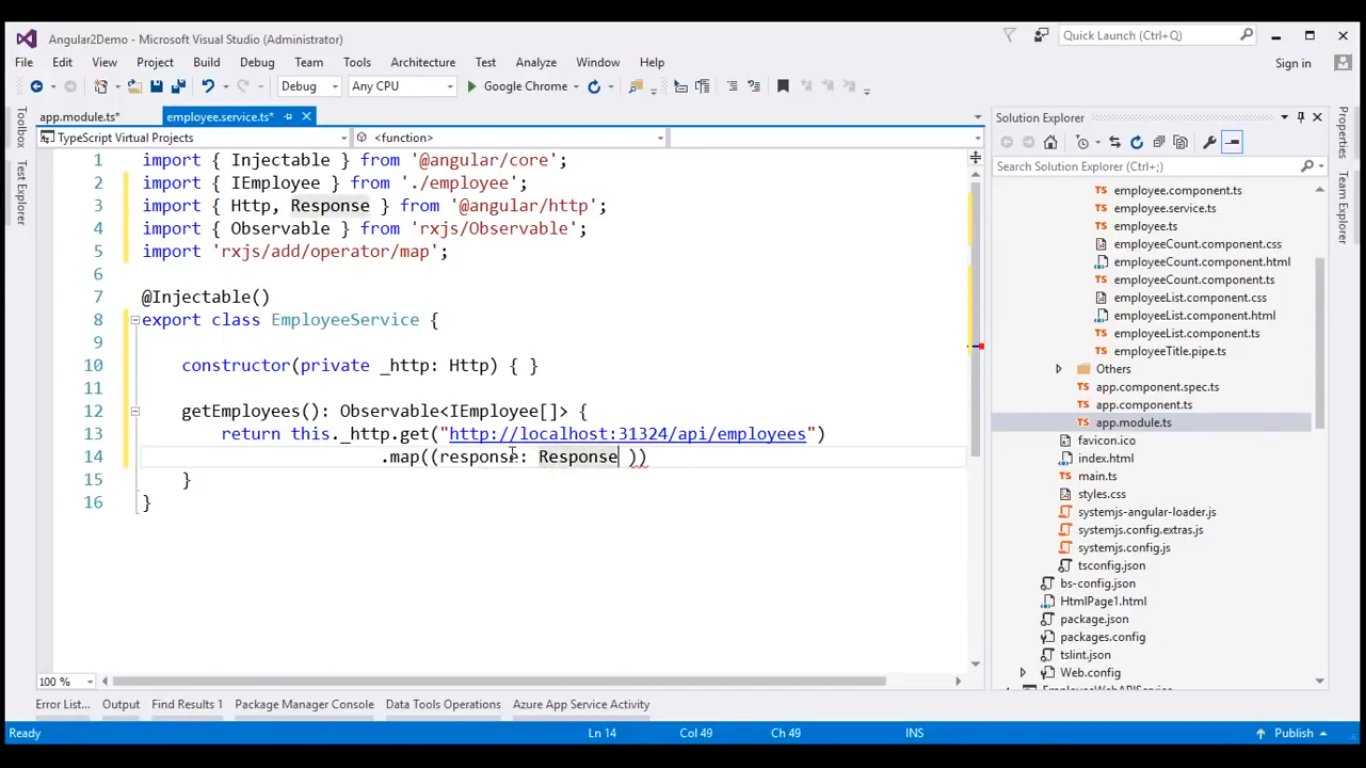 Angular2Demo - Microsoft Visual Studio (Administrator)
Quick Launch (Ctrl+Q)
File Edit View Project Build Debug Team Tools Architecture Test Analyze Window Help
Sign in
Debug Any CPU Google Chrome
Toolbox
Test Explorer
app.module.ts* employee.service.ts*
TypeScript Virtual Projects <function>
1 import { Injectable } from '@angular/core';
2 import { IEmployee } from './employee';
3 import { Http, Response } from '@angular/http';
4 import { Observable } from 'rxjs/Observable';
5 import 'rxjs/add/operator/map';
6
7 @Injectable()
8 export class EmployeeService {
9
10 constructor(private _http: Http) { }
11
12 getEmployees(): Observable<IEmployee[]> {
13 return this._http.get("http://localhost:31324/api/employees")
14 .map((response: Response ))
15 }
16 }
100 %
Solution Explorer
Search Solution Explorer (Ctrl+;)
employee.component.ts
employee.service.ts
employee.ts
employeeCount.component.css
employeeCount.component.html
employeeCount.component.ts
employeeList.component.css
employeeList.component.html
employeeList.component.ts
employeeTitle.pipe.ts
Others
app.component.spec.ts
app.component.ts
app.module.ts
favicon.ico
index.html
main.ts
styles.css
systemjs-angular-loader.js
systemjs.config.extras.js
systemjs.config.js
tsconfig.json
bs-config.json
HtmlPage1.html
package.json
packages.config
tslint.json
Web.config
EmployeeWebAPIService
Properties
Team Explorer
Error List... Output Find Results 1 Package Manager Console Data Tools Operations Azure App Service Activity
Ready Ln 14 Col 49 Ch 49 INS Publish